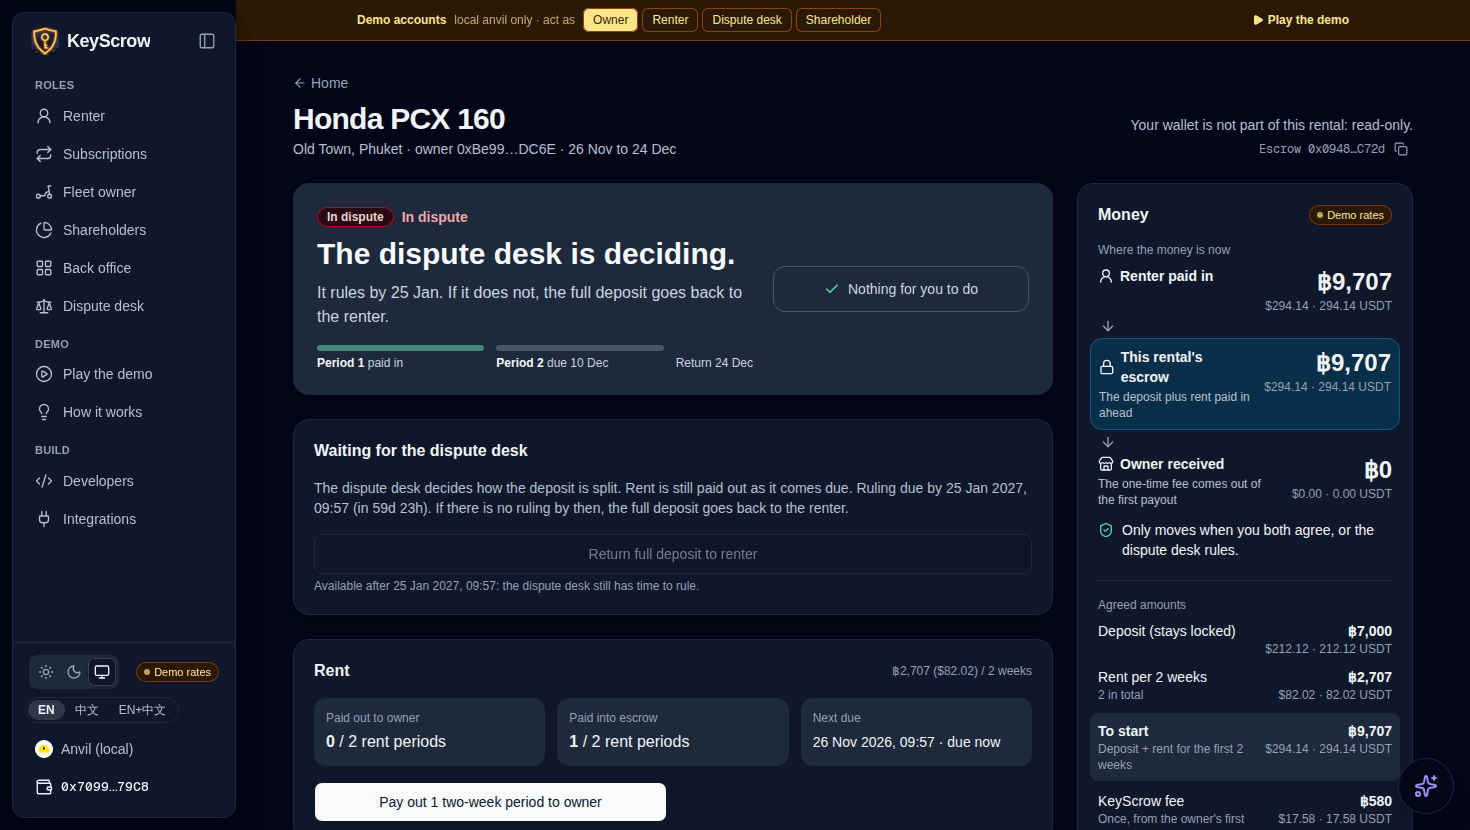 KeyScrow
ROLES
Renter
Subscriptions
Fleet owner
Shareholders
Back office
Dispute desk
DEMO
Play the demo
How it works
BUILD
Developers
Integrations
Demo rates
EN 中文 EN+中文
Anvil (local)
0x7099…79C8
Demo accounts local anvil only · act as Owner Renter Dispute desk Shareholder
Play the demo
Home
Honda PCX 160
Old Town, Phuket · owner 0xBe99…DC6E · 26 Nov to 24 Dec
Your wallet is not part of this rental: read-only.
Escrow 0x0948…C72d
In dispute In dispute
The dispute desk is deciding.
It rules by 25 Jan. If it does not, the full deposit goes back to
the renter.
Nothing for you to do
Period 1 paid in
Period 2 due 10 Dec
Return 24 Dec
Waiting for the dispute desk
The dispute desk decides how the deposit is split. Rent is still paid out as it comes due. Ruling due by 25 Jan 2027,
09:57 (in 59d 23h). If there is no ruling by then, the full deposit goes back to the renter.
Return full deposit to renter
Available after 25 Jan 2027, 09:57: the dispute desk still has time to rule.
Rent
฿2,707 ($82.02) / 2 weeks
Paid out to owner
0 / 2 rent periods
Paid into escrow
1 / 2 rent periods
Next due
26 Nov 2026, 09:57 · due now
Pay out 1 two-week period to owner
Money
Demo rates
Where the money is now
Renter paid in
฿9,707
$294.14 · 294.14 USDT
This rental's
escrow
฿9,707
$294.14 · 294.14 USDT
The deposit plus rent paid in
ahead
Owner received
฿0
The one-time fee comes out of
the first payout
$0.00 · 0.00 USDT
Only moves when you both agree, or the
dispute desk rules.
Agreed amounts
Deposit (stays locked)
฿7,000
$212.12 · 212.12 USDT
Rent per 2 weeks
฿2,707
2 in total
$82.02 · 82.02 USDT
To start
฿9,707
Deposit + rent for the first 2
weeks
$294.14 · 294.14 USDT
KeyScrow fee
฿580
Once, from the owner's first
$17.58 · 17.58 USDT